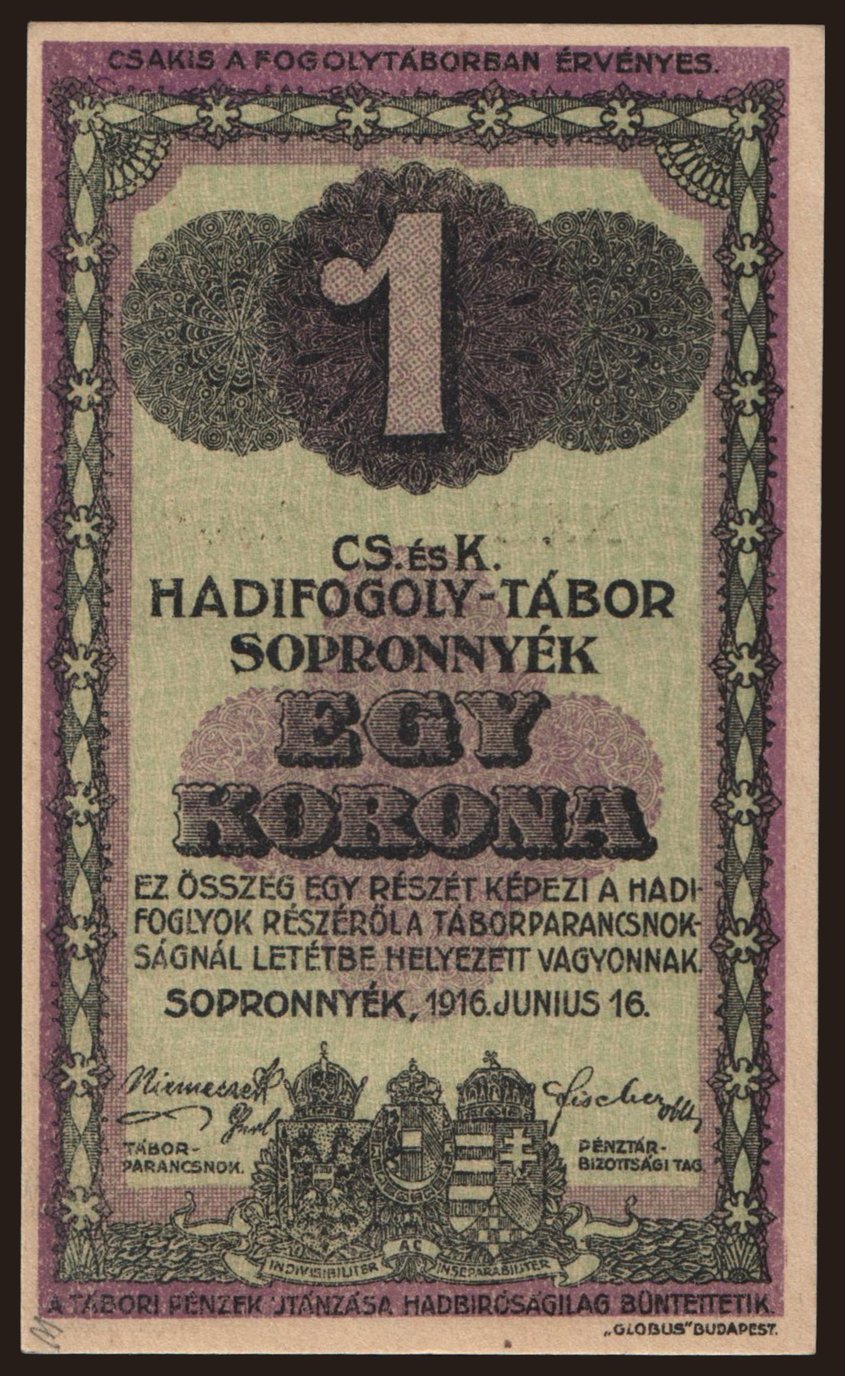 CSAKIS A FOGOLYTÁBORBAN ÉRVÉNYES.
1
CS. ÉS K.
HADIFOGOLY-TÁBOR
SOPRONNYÉK
EGY
KORONA
EZ ÖSSZEG EGY RÉSZÉT KÉPEZI A HADI-
FOGLYOK RÉSZÉRŐL A TÁBORPARANCSNOK-
SÁGNÁL LETÉTBE HELYEZETT VAGYONNAK.
SOPRONNYÉK, 1916. JUNIUS 16.
Fischer
TÁBOR-
PARANCSNOK.
PÉNZTÁR-
BIZOTTSÁGI TAG.
INDIVISIBILITER AC INSEPARABILITER
A TÁBORI PÉNZEK UTÁNZÁSA HADBIRÓSÁGILAG BÜNTETTETIK.
„GLOBUS" BUDAPEST.